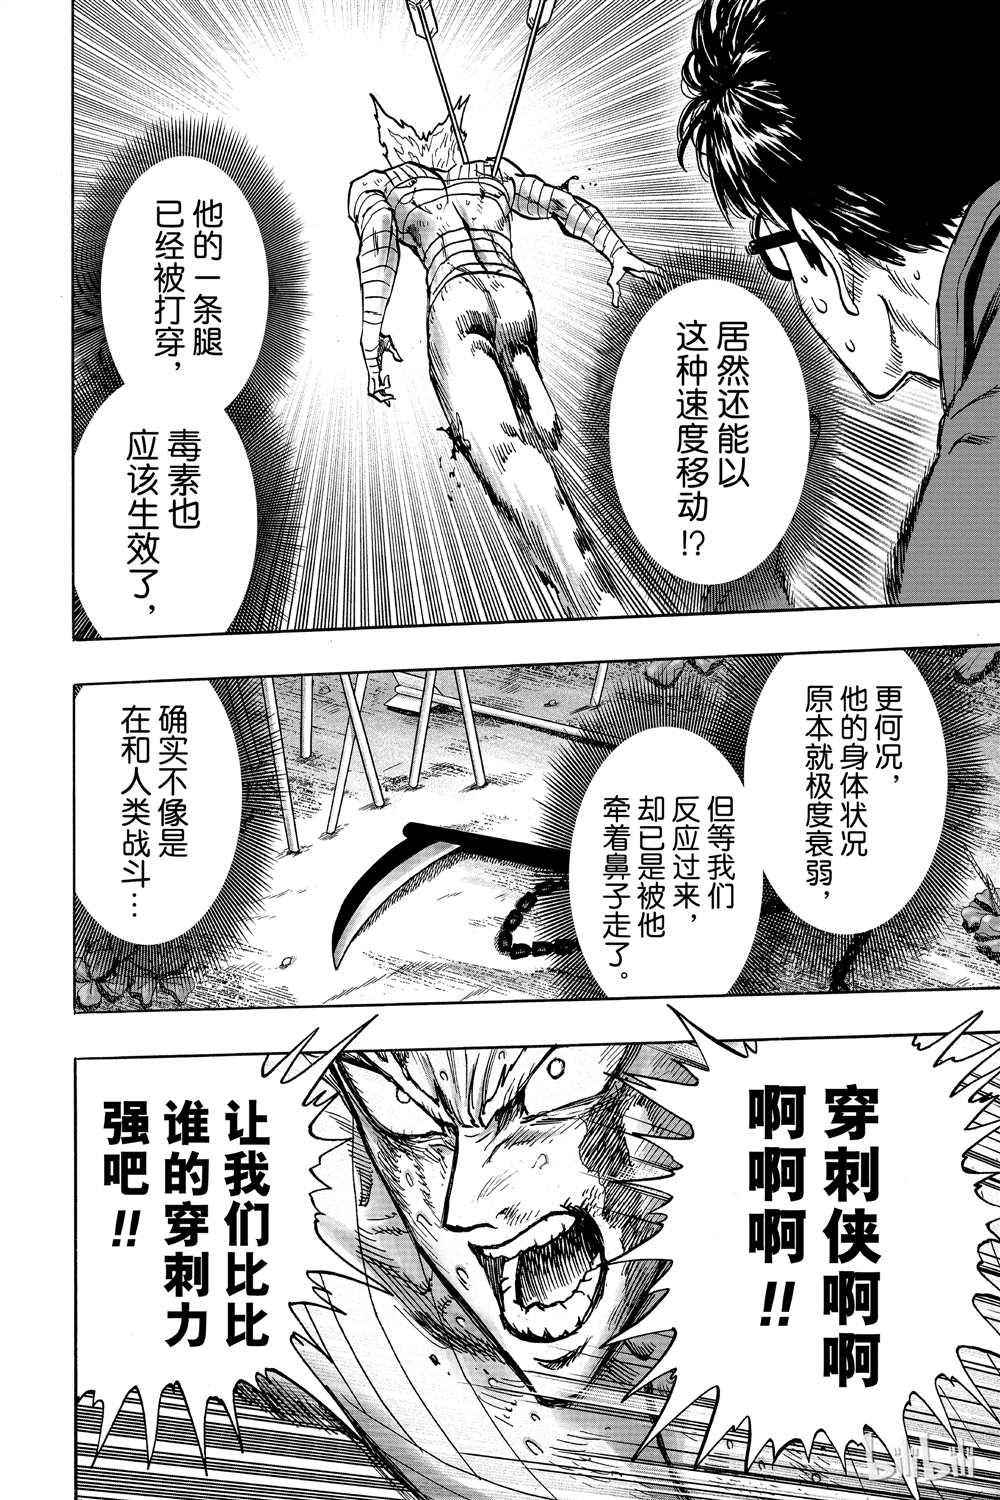 居然还能以
这种速度移动!?
他的一条腿
已经被打穿，
毒素也
应该生效了，
更何况，
他的身体状况
原本就极度衰弱，
但等我们
反应过来，
却已是被他
牵着鼻子走了。
确实不像是
在和人类战斗…
穿刺侠啊啊
啊啊啊!!
让我们比比
谁的穿刺力
强吧!!
bilibili